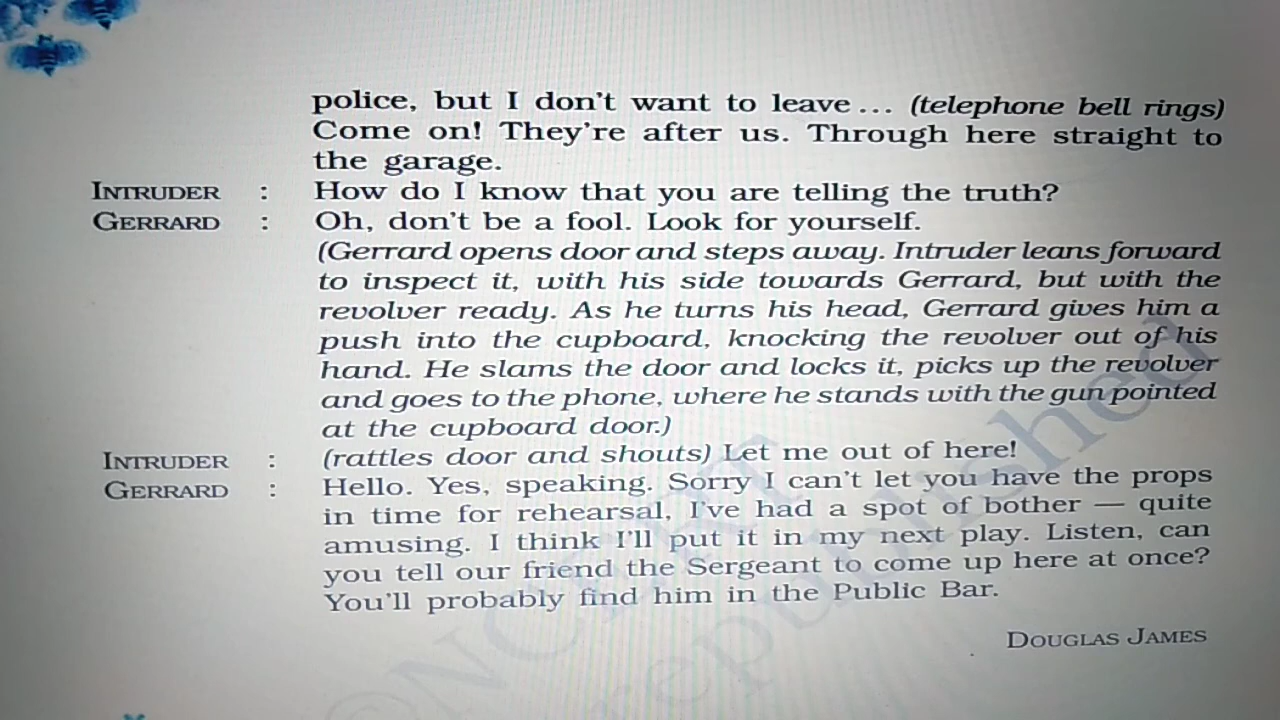 police, but I don't want to leave ... (telephone bell rings)
Come on! They're after us. Through here straight to
the garage.
INTRUDER : How do I know that you are telling the truth?
GERRARD : Oh, don't be a fool. Look for yourself.
(Gerrard opens door and steps away. Intruder leans forward
to inspect it, with his side towards Gerrard, but with the
revolver ready. As he turns his head, Gerrard gives him a
push into the cupboard, knocking the revolver out of his
hand. He slams the door and locks it, picks up the revolver
and goes to the phone, where he stands with the gun pointed
at the cupboard door.)
INTRUDER : (rattles door and shouts) Let me out of here!
GERRARD : Hello. Yes, speaking. Sorry I can't let you have the props
in time for rehearsal, I've had a spot of bother — quite
amusing. I think I'll put it in my next play. Listen, can
you tell our friend the Sergeant to come up here at once?
You'll probably find him in the Public Bar.
DOUGLAS JAMES
©NCERT
republished